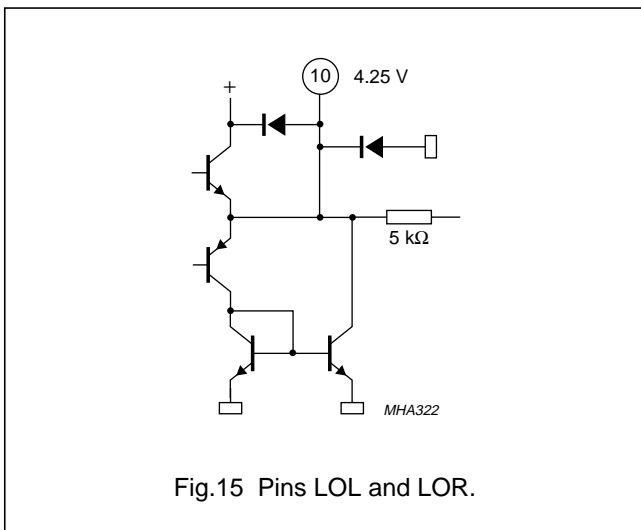 10 4.25 V
+
5 kΩ
MHA322
Fig.15 Pins LOL and LOR.